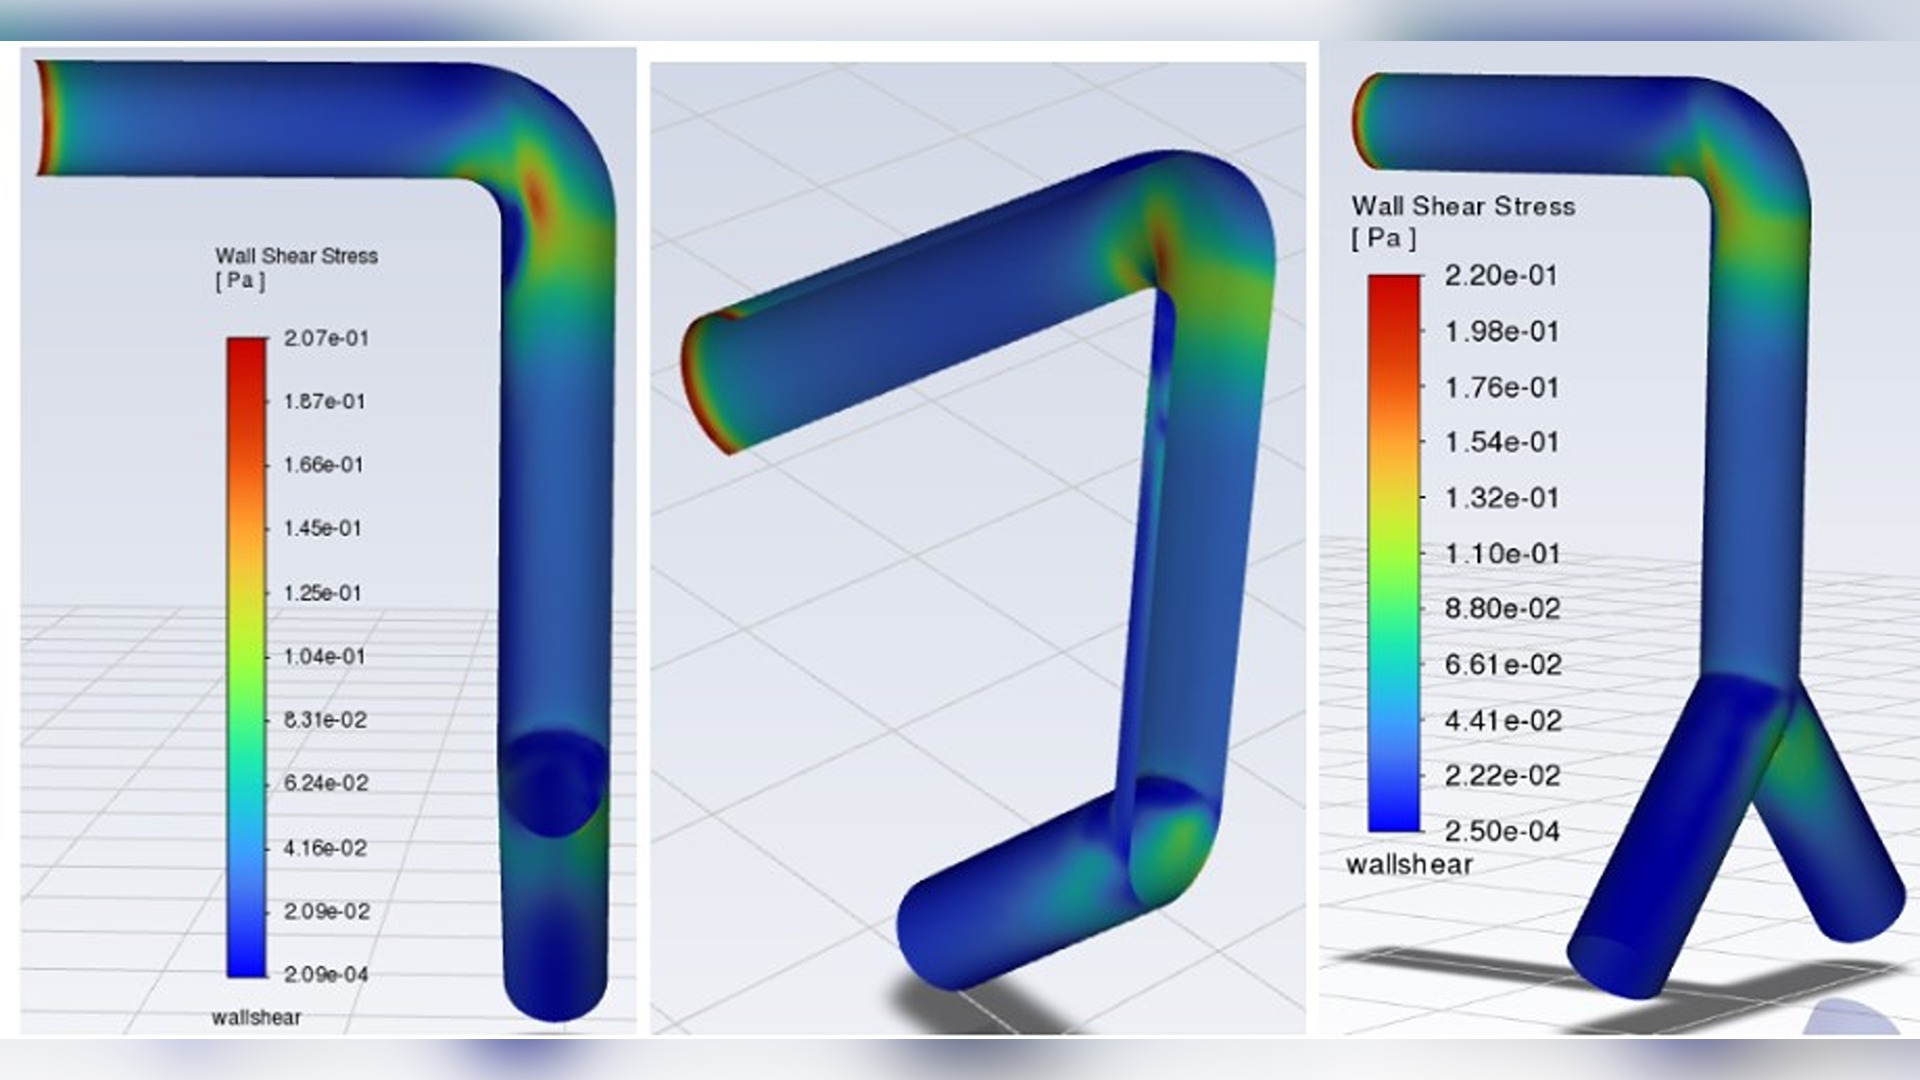 Wall Shear Stress
[ Pa ]
2.07e-01
1.87e-01
1.66e-01
1.45e-01
1.25e-01
1.04e-01
8.31e-02
6.24e-02
4.16e-02
2.09e-02
2.09e-04
wallshear
Wall Shear Stress
[ Pa ]
2.20e-01
1.98e-01
1.76e-01
1.54e-01
1.32e-01
1.10e-01
8.80e-02
6.61e-02
4.41e-02
2.22e-02
2.50e-04
wallshear